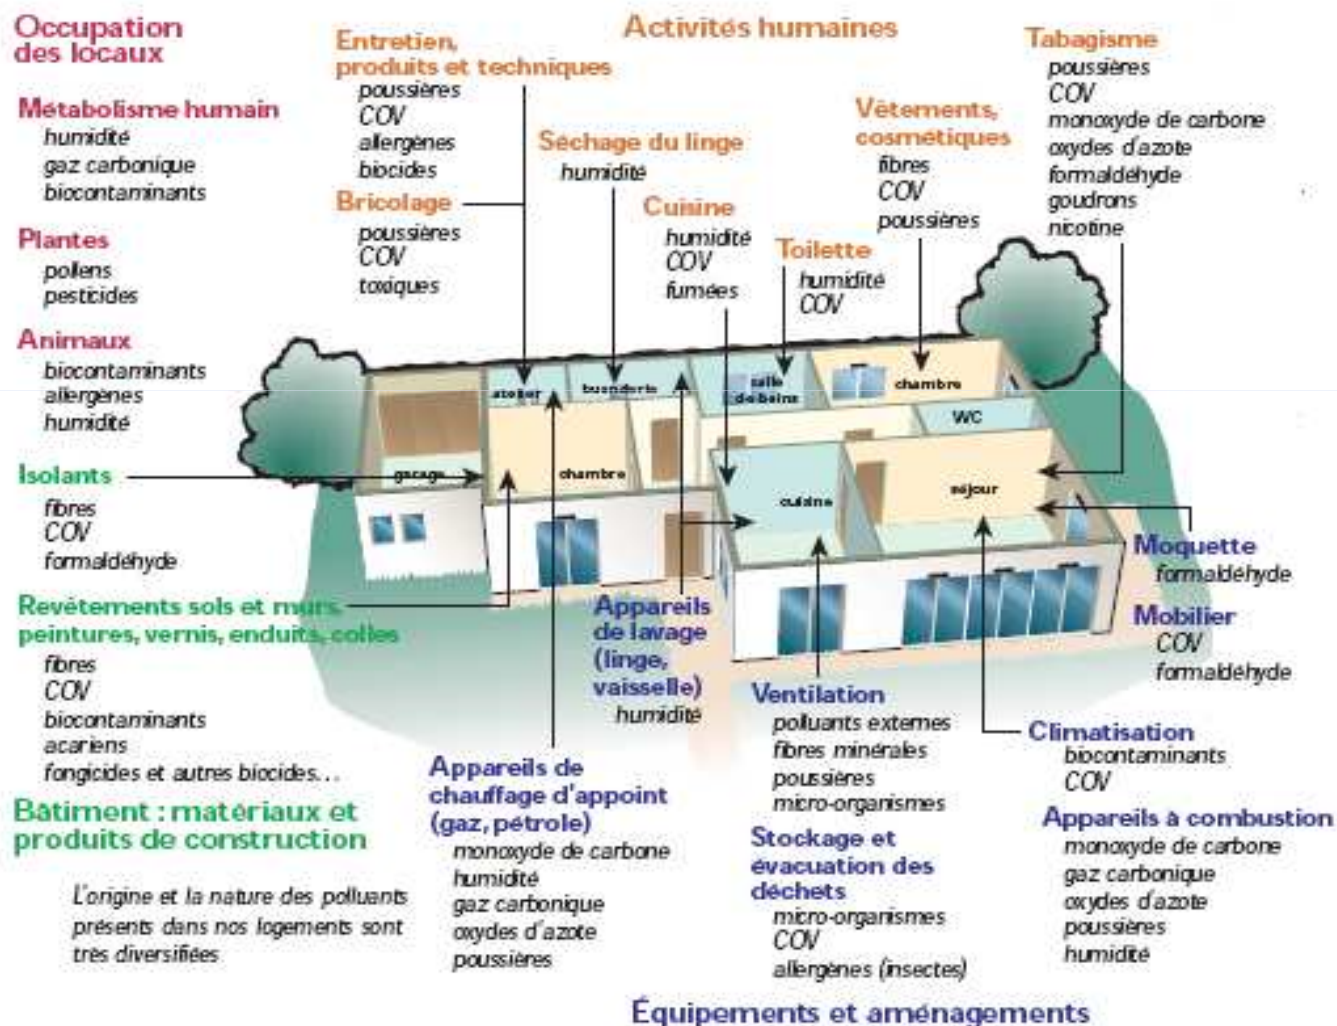 Occupation
des locaux
Métabolisme humain
humidité
gaz carbonique
biocontaminants
Plantes
pollens
pesticides
Animaux
biocontaminants
allergènes
humidité
Isolants
fibres
COV
formaldéhyde
Revêtements sols et murs,
peintures, vernis, enduits, colles
fibres
COV
biocontaminants
acariens
fongicides et autres biocides...
Bâtiment : matériaux et
produits de construction
L'origine et la nature des polluants
présents dans nos logements sont
très diversifiées.
Activités humaines
Entretien,
produits et techniques
poussières
COV
allergènes
biocides
Bricolage
poussières
COV
toxiques
Séchage du linge
humidité
Cuisine
humidité
COV
fumées
Toilette
humidité
COV
Vêtements,
cosmétiques
fibres
COV
poussières
Tabagisme
poussières
COV
monoxyde de carbone
oxydes d'azote
formaldéhyde
goudrons
nicotine
garage
atelier
buanderie
chambre
salle
de bains
chambre
WC
cuisine
séjour
Appareils
de lavage
(linge,
vaisselle)
humidité
Appareils de
chauffage d'appoint
(gaz, pétrole)
monoxyde de carbone
humidité
gaz carbonique
oxydes d'azote
poussières
Ventilation
polluants externes
fibres minérales
poussières
micro-organismes
Stockage et
évacuation des
déchets
micro-organismes
COV
allergènes (insectes)
Moquette
formaldéhyde
Mobilier
COV
formaldéhyde
Climatisation
biocontaminants
COV
Appareils à combustion
monoxyde de carbone
gaz carbonique
oxydes d'azote
poussières
humidité
Équipements et aménagements